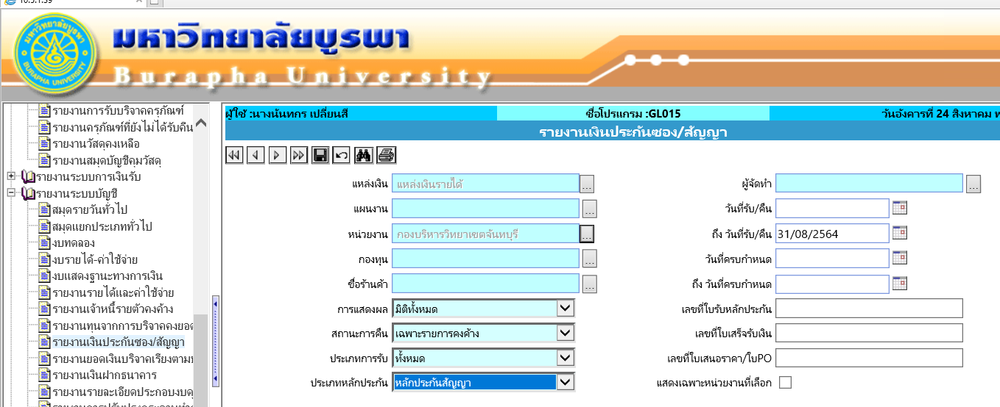 10.5.1.39
มหาวิทยาลัยบูรพา
Burapha University
มหาวิทยาลัยบูรพา
BURAPHA UNIVERSITY
รายงานการรับบริจาคครุภัณฑ์
รายงานครุภัณฑ์ที่ยังไม่ได้รับคืน
รายงานวัสดุคงเหลือ
รายงานสมุดบัญชีคุมวัสดุ
รายงานระบบการเงินรับ
รายงานระบบบัญชี
สมุดรายวันทั่วไป
สมุดแยกประเภททั่วไป
งบทดลอง
งบรายได้-ค่าใช้จ่าย
งบแสดงฐานะทางการเงิน
รายงานรายได้และค่าใช้จ่าย
รายงานเจ้าหนี้รายตัวคงค้าง
รายงานทุนจากการบริจาคคงยอด
รายงานเงินประกันซอง/สัญญา
รายงานยอดเงินบริจาคเรียงตาม
รายงานเงินฝากธนาคาร
รายงานรายละเอียดประกอบงบดุ
ผู้ใช้ :นางนันทกร เปลี่ยนสี ชื่อโปรแกรม :GL015 วันอังคารที่ 24 สิงหาคม พ
รายงานเงินประกันซอง/สัญญา
แหล่งเงิน แหล่งเงินรายได้ ... ผู้จัดทำ ...
แผนงาน ... วันที่รับ/คืน
หน่วยงาน กองบริหารวิทยาเขตจันทบุรี ... ถึง วันที่รับ/คืน 31/08/2564
กองทุน ... วันที่ครบกำหนด
ชื่อร้านค้า ... ถึง วันที่ครบกำหนด
การแสดงผล มิติทั้งหมด เลขที่ใบรับหลักประกัน
สถานะการคืน เฉพาะรายการคงค้าง เลขที่ใบเสร็จรับเงิน
ประเภทการรับ ทั้งหมด เลขที่ใบเสนอราคา/ใบPO
ประเภทหลักประกัน หลักประกันสัญญา แสดงเฉพาะหน่วยงานที่เลือก